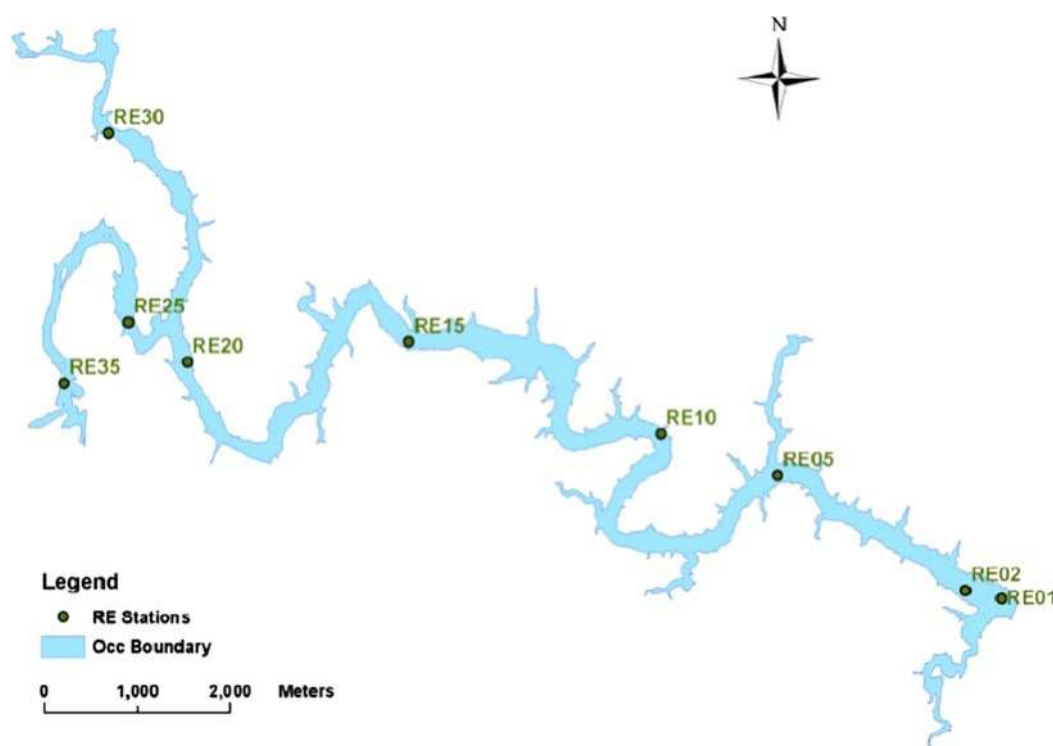 N
RE30
RE25
RE20
RE35
RE15
RE10
RE05
RE02
RE01
Legend
RE Stations
Occ Boundary
0 1,000 2,000 Meters